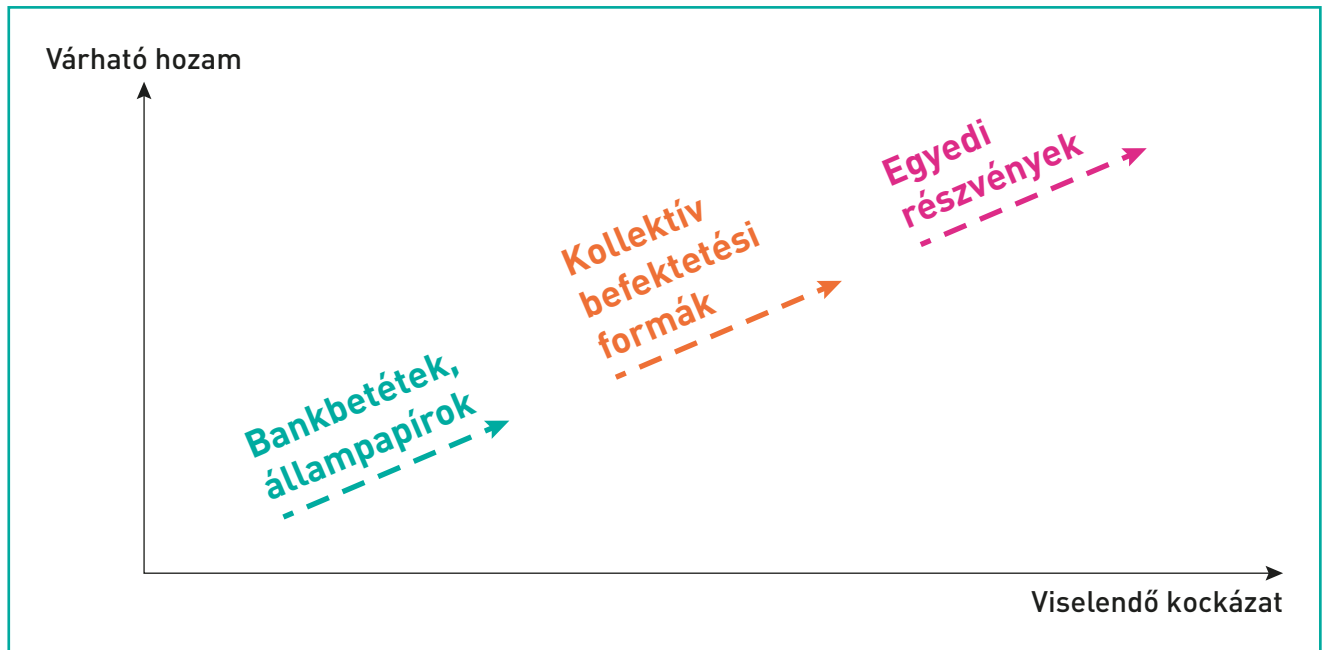 Várható hozam
Egyedi
részvények
Kollektív
befektetési
formák
Bankbetétek,
állampapírok
Viselendő kockázat